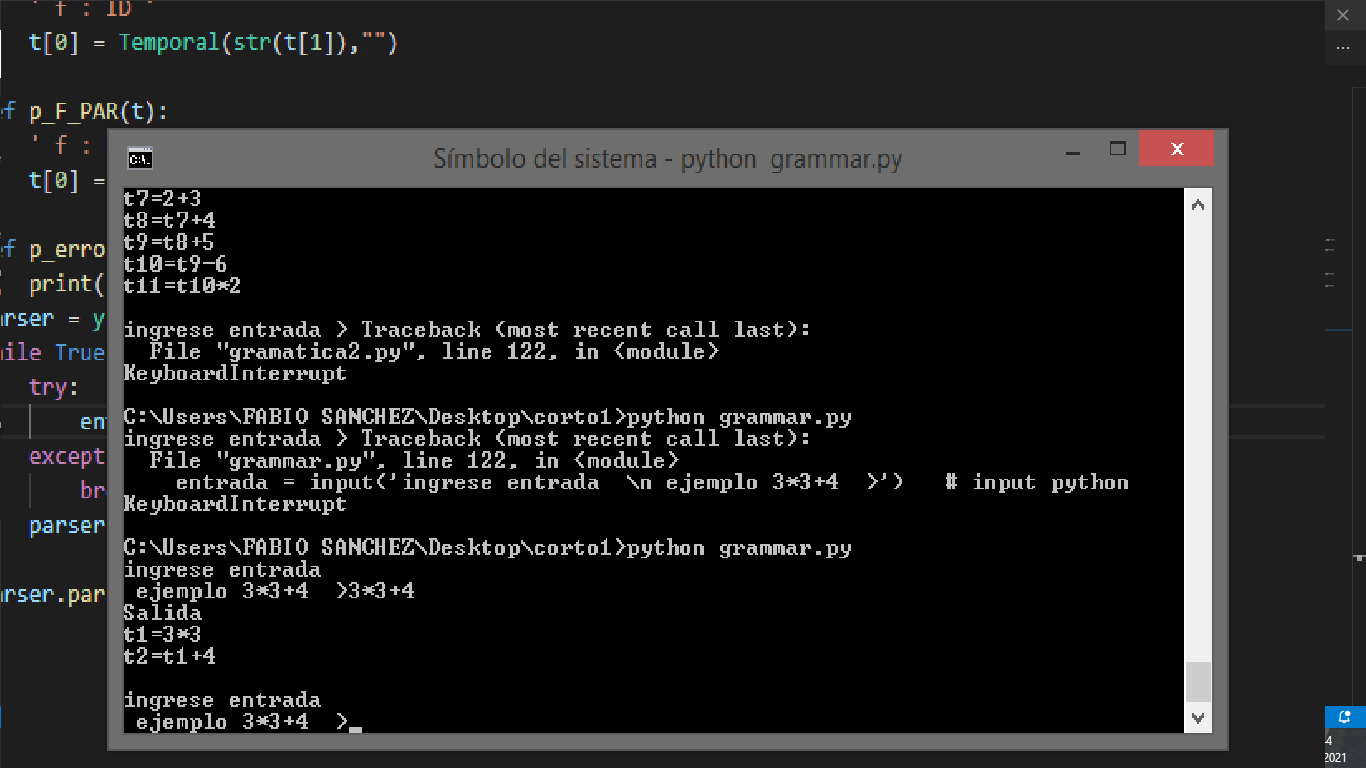 ' f : ID '
t[0] = Temporal(str(t[1]),"")
ef p_F_PAR(t):
' f :
t[0] =
ef p_erro
print(
arser = y
hile True
try:
en
except
br
parser
arser.par
C:\.
Símbolo del sistema - python  grammar.py
t7=2+3
t8=t7+4
t9=t8+5
t10=t9-6
t11=t10*2
ingrese entrada > Traceback (most recent call last):
  File "gramatica2.py", line 122, in <module>
KeyboardInterrupt
C:\Users\FABIO SANCHEZ\Desktop\corto1>python grammar.py
ingrese entrada > Traceback (most recent call last):
  File "grammar.py", line 122, in <module>
    entrada = input('ingrese entrada  \n ejemplo 3*3+4  >')   # input python
KeyboardInterrupt
C:\Users\FABIO SANCHEZ\Desktop\corto1>python grammar.py
ingrese entrada
 ejemplo 3*3+4  >3*3+4
Salida
t1=3*3
t2=t1+4
ingrese entrada
 ejemplo 3*3+4  >_
4
2021